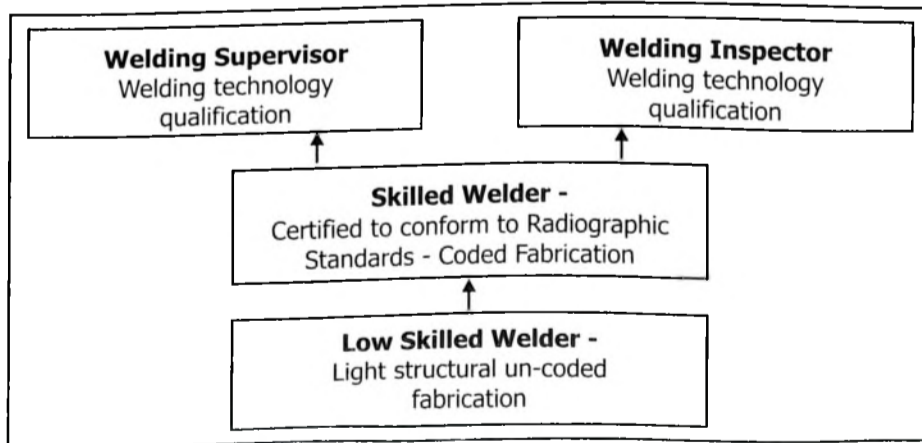 Welding Supervisor
Welding technology
qualification
Welding Inspector
Welding technology
qualification
Skilled Welder -
Certified to conform to Radiographic
Standards - Coded Fabrication
Low Skilled Welder -
Light structural un-coded
fabrication